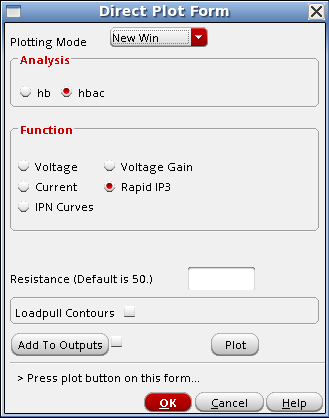 Direct Plot Form
Plotting Mode New Win
Analysis
hb hbac
Function
Voltage Voltage Gain
Current Rapid IP3
IPN Curves
Resistance (Default is 50.)
Loadpull Contours
Add To Outputs Plot
> Press plot button on this form...
OK Cancel Help